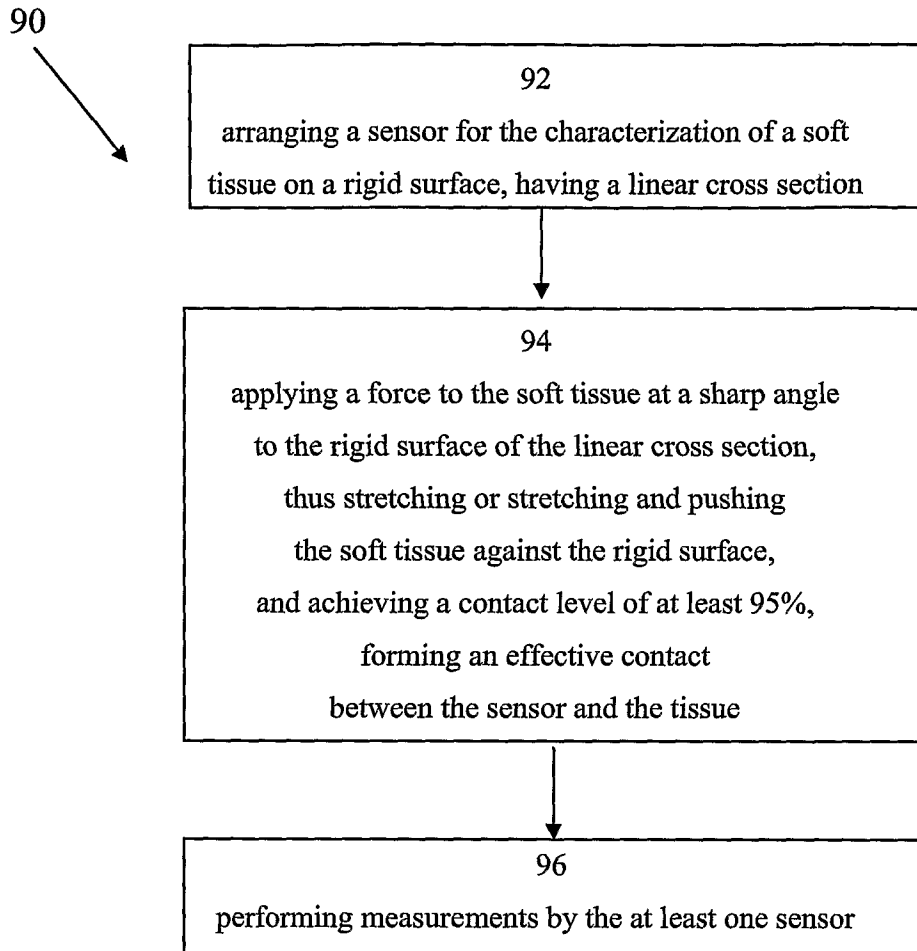 90
92
arranging a sensor for the characterization of a soft
tissue on a rigid surface, having a linear cross section
94
applying a force to the soft tissue at a sharp angle
to the rigid surface of the linear cross section,
thus stretching or stretching and pushing
the soft tissue against the rigid surface,
and achieving a contact level of at least 95%,
forming an effective contact
between the sensor and the tissue
96
performing measurements by the at least one sensor